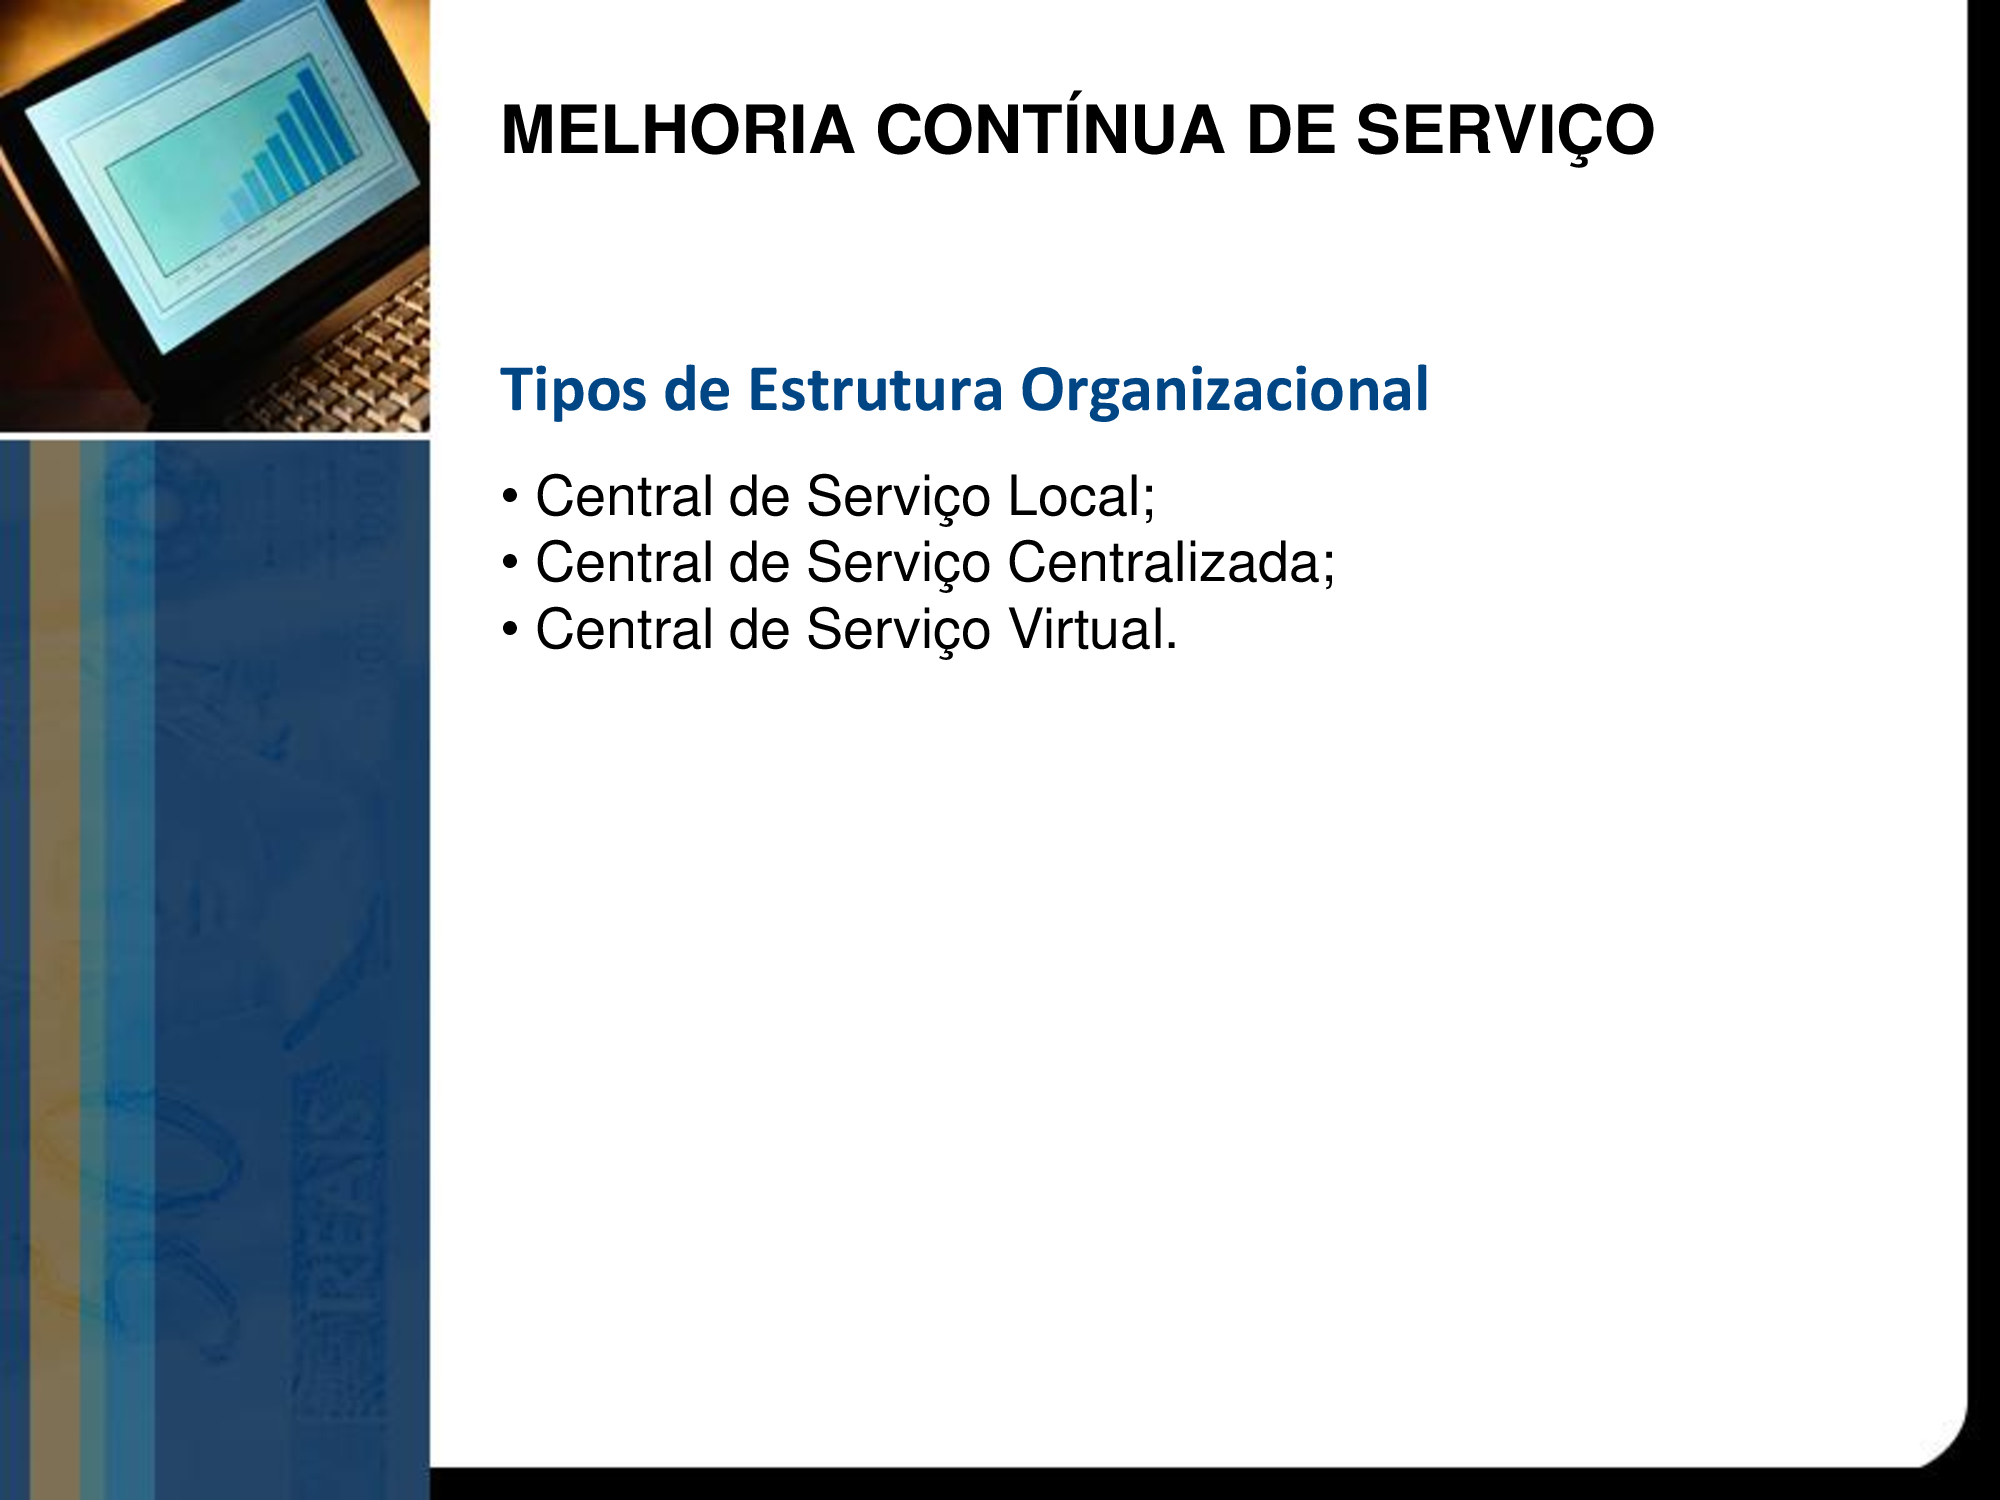 MELHORIA CONTÍNUA DE SERVIÇO
Tipos de Estrutura Organizacional
• Central de Serviço Local;
• Central de Serviço Centralizada;
• Central de Serviço Virtual.
REAIS